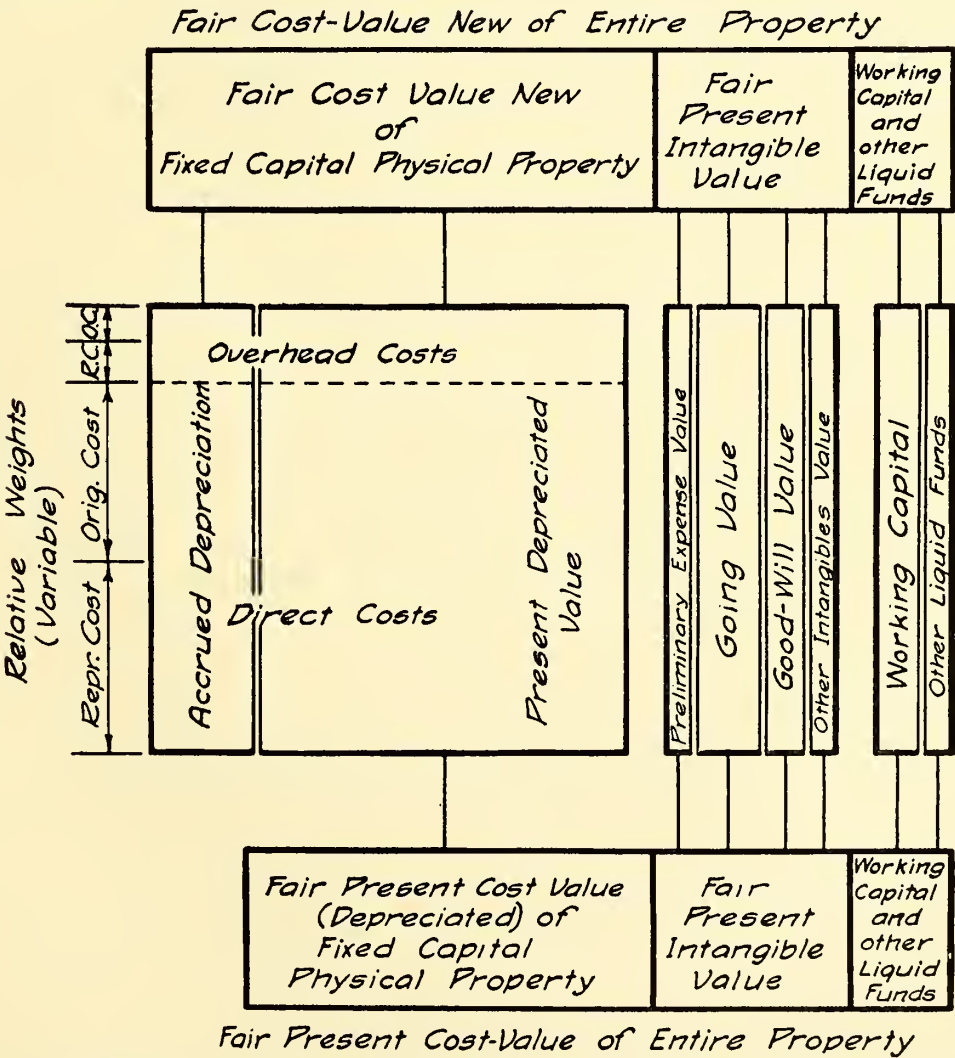 Fair Cost-Value New of Entire Property
Fair Cost Value New
of
Fixed Capital Physical Property
Fair
Present
Intangible
Value
Working
Capital
and
other
Liquid
Funds
Relative Weights
(Variable)
O.C.
R.C.
Orig. Cost
Repr. Cost
Overhead Costs
Direct Costs
Accrued Depreciation
Present Depreciated
Value
Preliminary Expense Value
Going Value
Good-Will Value
Other Intangibles Value
Working Capital
Other Liquid Funds
Fair Present Cost Value
(Depreciated) of
Fixed Capital
Physical Property
Fair
Present
Intangible
Value
Working
Capital
and
other
Liquid
Funds
Fair Present Cost-Value of Entire Property